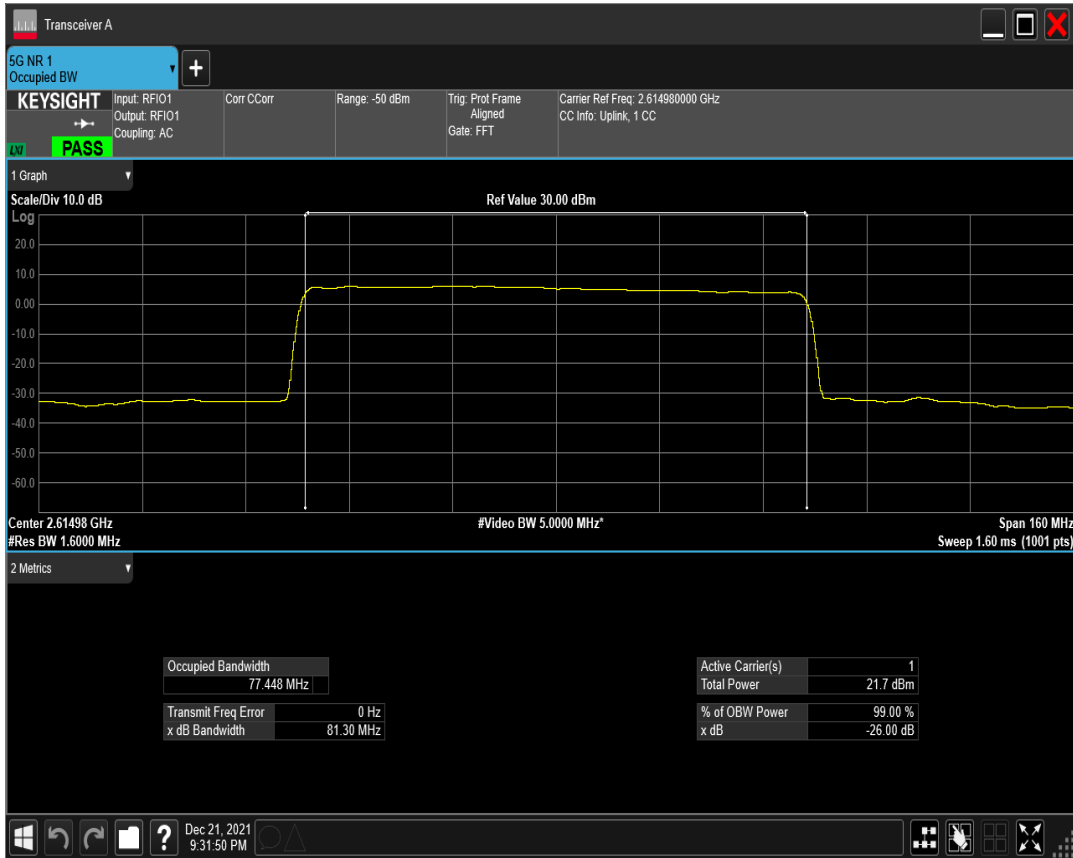 Transceiver A
5G NR 1
Occupied BW
KEYSIGHT
LXI
PASS
Input: RFIO1
Output: RFIO1
Coupling: AC
Corr CCorr
Range: -50 dBm
Trig: Prot Frame
Aligned
Gate: FFT
Carrier Ref Freq: 2.614980000 GHz
CC Info: Uplink, 1 CC
1 Graph
Scale/Div 10.0 dB
Ref Value 30.00 dBm
Log
20.0
10.0
0.00
-10.0
-20.0
-30.0
-40.0
-50.0
-60.0
Center 2.61498 GHz
#Video BW 5.0000 MHz*
Span 160 MHz
#Res BW 1.6000 MHz
Sweep 1.60 ms (1001 pts)
2 Metrics
Occupied Bandwidth
77.448 MHz
Transmit Freq Error 0 Hz
x dB Bandwidth 81.30 MHz
Active Carrier(s) 1
Total Power 21.7 dBm
% of OBW Power 99.00 %
x dB -26.00 dB
?
Dec 21, 2021
9:31:50 PM